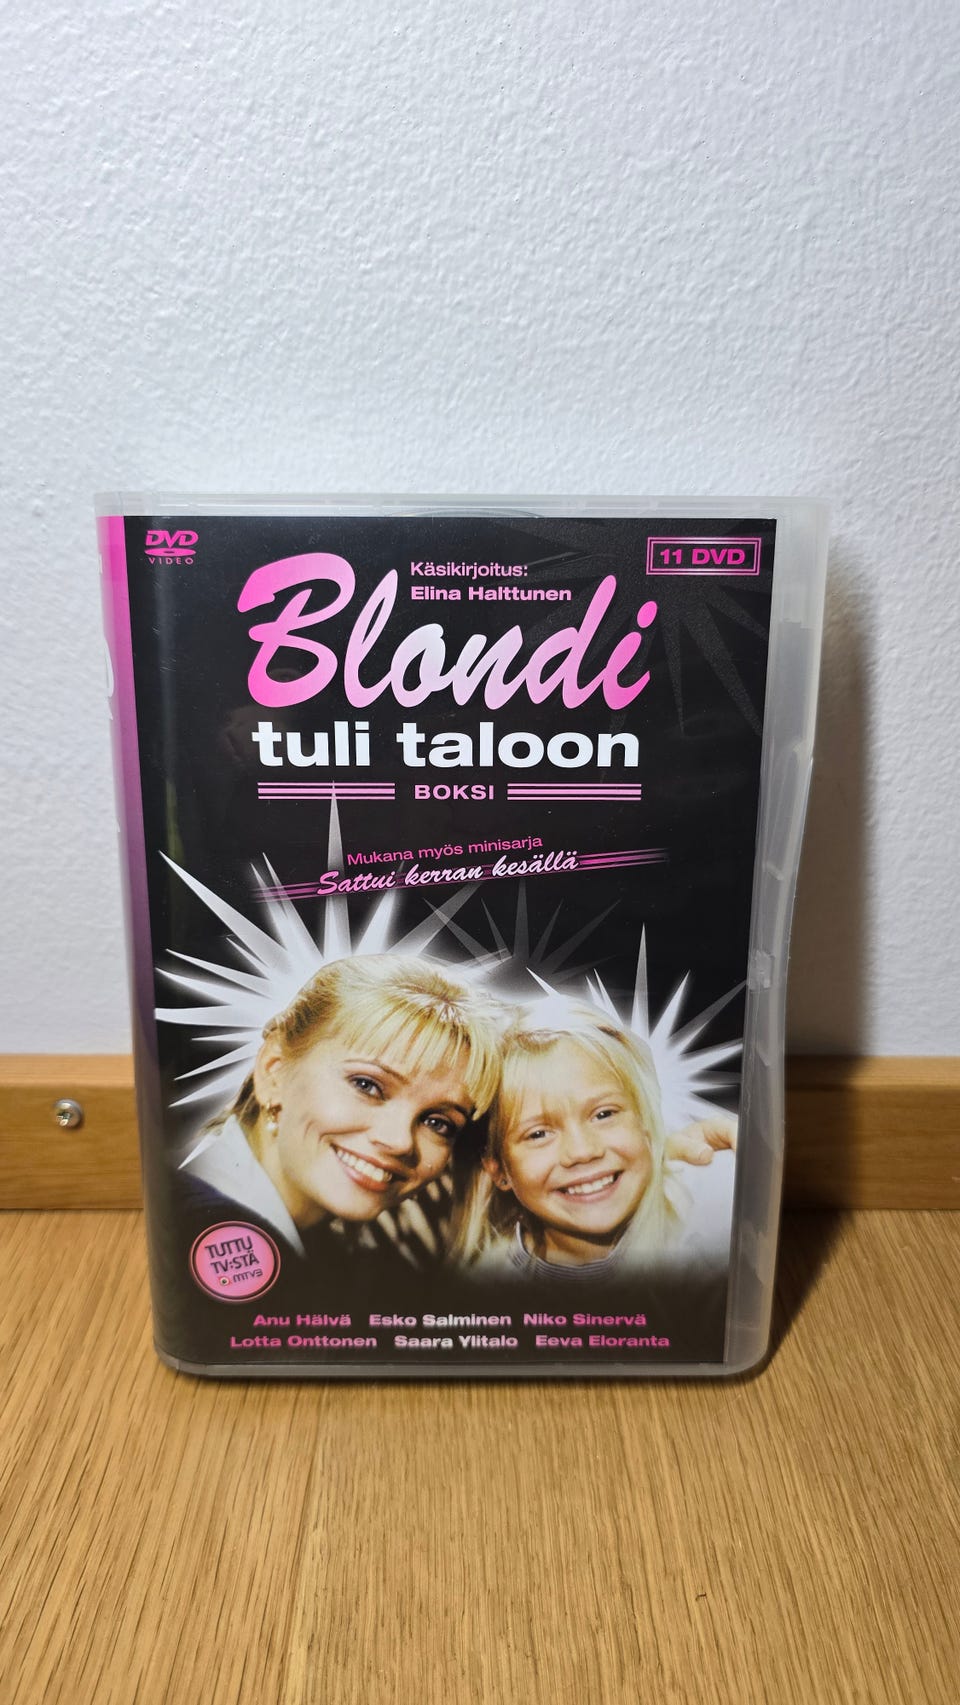 DVD
VIDEO
11 DVD
Käsikirjoitus:
Elina Halttunen
Blondi
tuli taloon
BOKSI
Mukana myös minisarja
Sattui kerran kesällä
TUTTU
TV:STÄ
MTV3
Anu Hälvä Esko Salminen Niko Sinervä
Lotta Onttonen Saara Ylitalo Eeva Eloranta